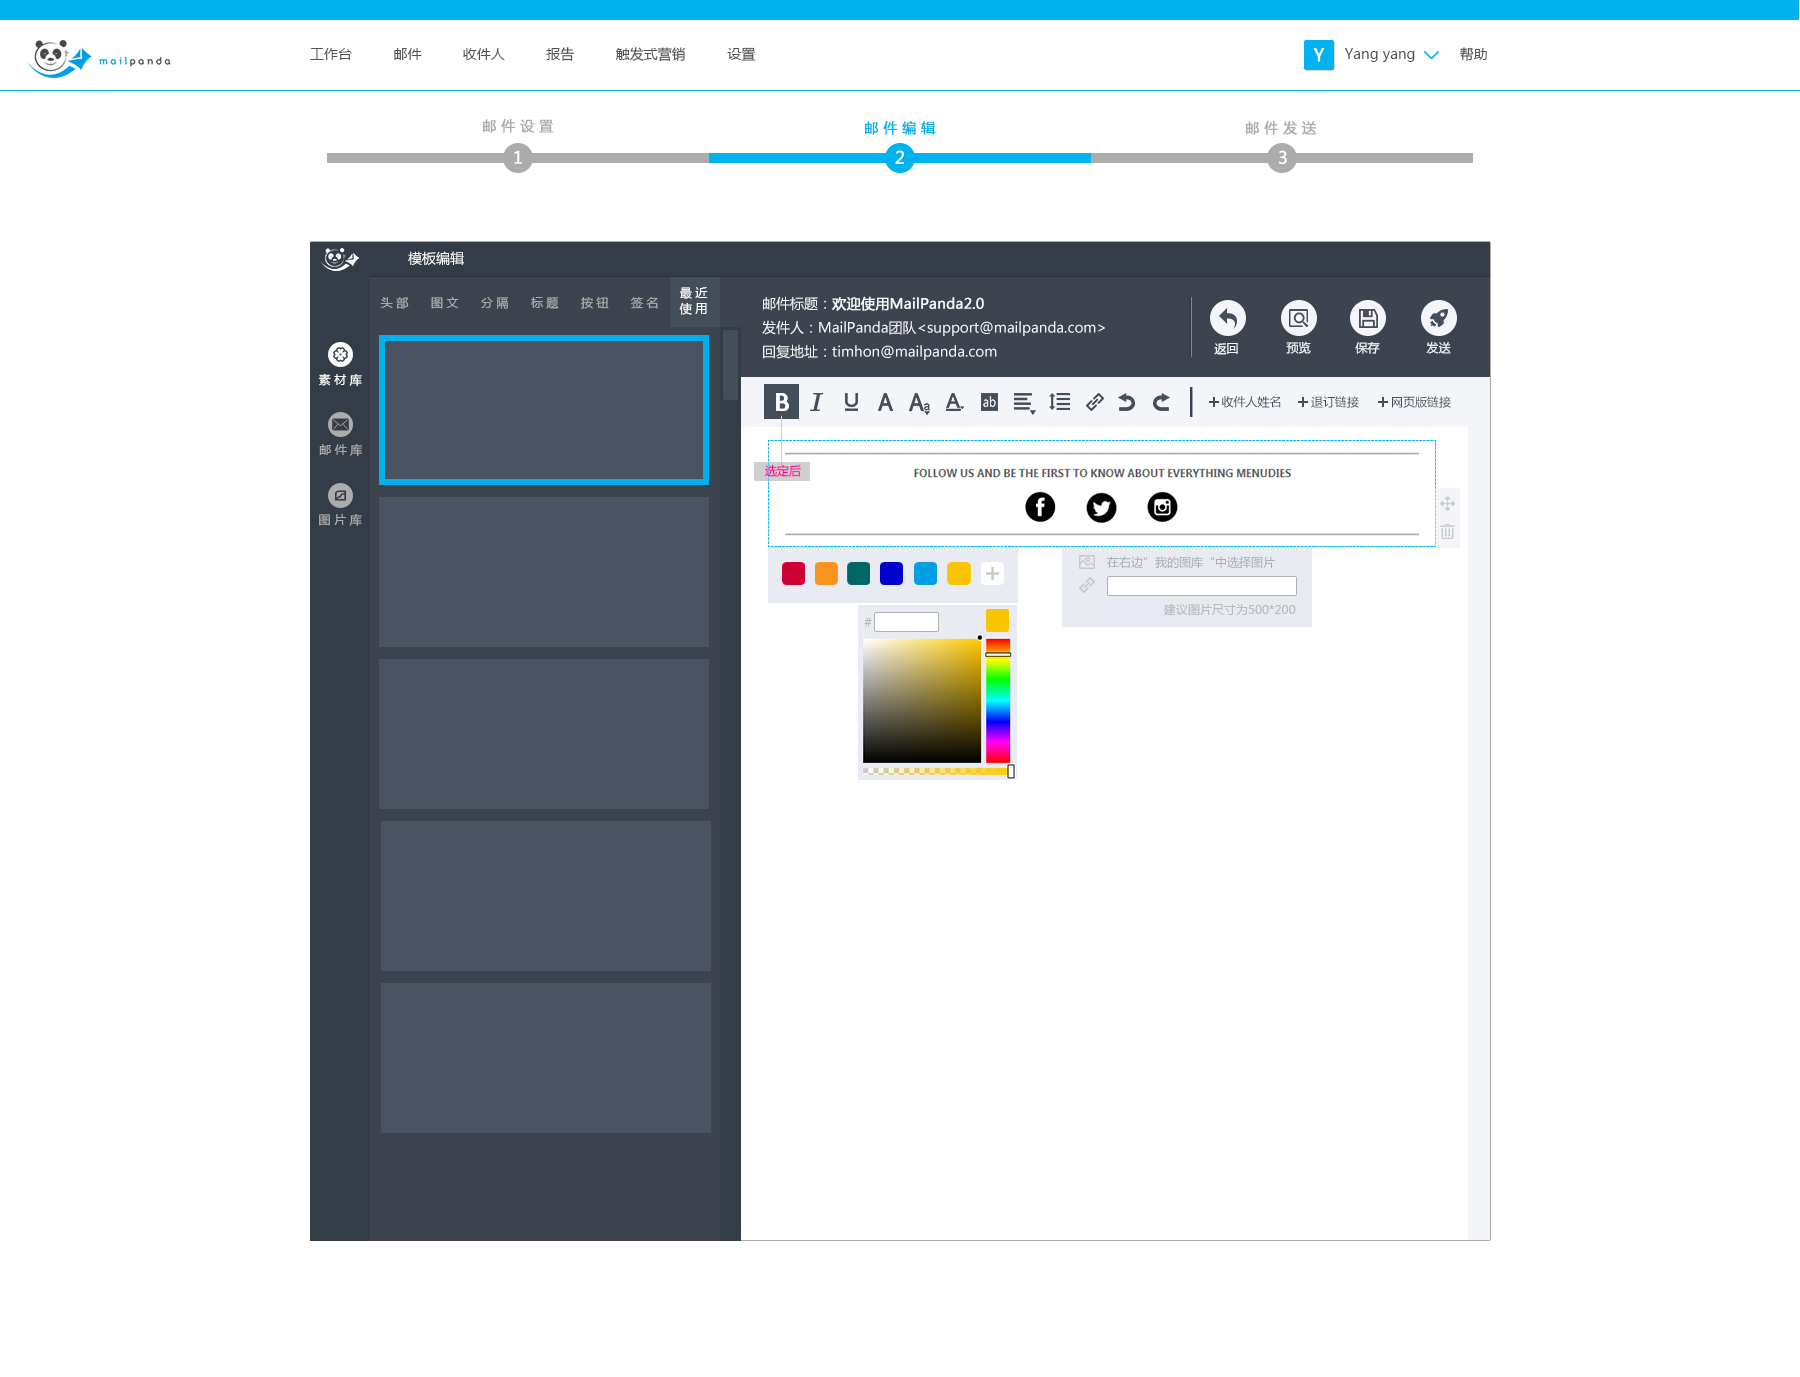 mailpanda
工作台 邮件 收件人 报告 触发式营销 设置
Y Yang yang 帮助
邮件设置 邮件编辑 邮件发送
1 2 3
模板编辑
头部 图文 分隔 标题 按钮 签名 最近使用
素材库
邮件库
图片库
邮件标题：欢迎使用MailPanda2.0
发件人：MailPanda团队<support@mailpanda.com>
回复地址：timhon@mailpanda.com
返回 预览 保存 发送
B I U A Aa A ab +收件人姓名 +退订链接 +网页版链接
选定后
FOLLOW US AND BE THE FIRST TO KNOW ABOUT EVERYTHING MENUDIES
在右边”我的图库“中选择图片
建议图片尺寸为500*200
#